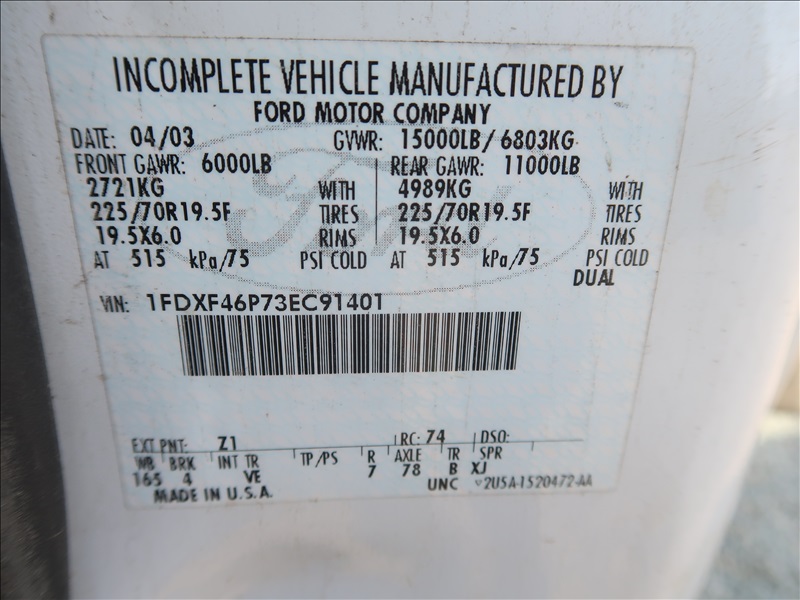 INCOMPLETE VEHICLE MANUFACTURED BY
FORD MOTOR COMPANY
DATE: 04/03 GVWR: 15000LB/ 6803KG
FRONT GAWR: 6000LB REAR GAWR: 11000LB
2721KG WITH 4989KG WITH
225/70R19.5F TIRES 225/70R19.5F TIRES
19.5X6.0 RIMS 19.5X6.0 RIMS
AT 515 kPa/75 PSI COLD AT 515 kPa/75 PSI COLD
DUAL
VIN: 1FDXF46P73EC91401
EXT PNT: Z1 RC: 74 DSO:
WB BRK INT TR TP/PS R AXLE TR SPR
165 4 VE 7 78 B XJ
MADE IN U.S.A. UNC 2U5A-1520472-AA
Ford